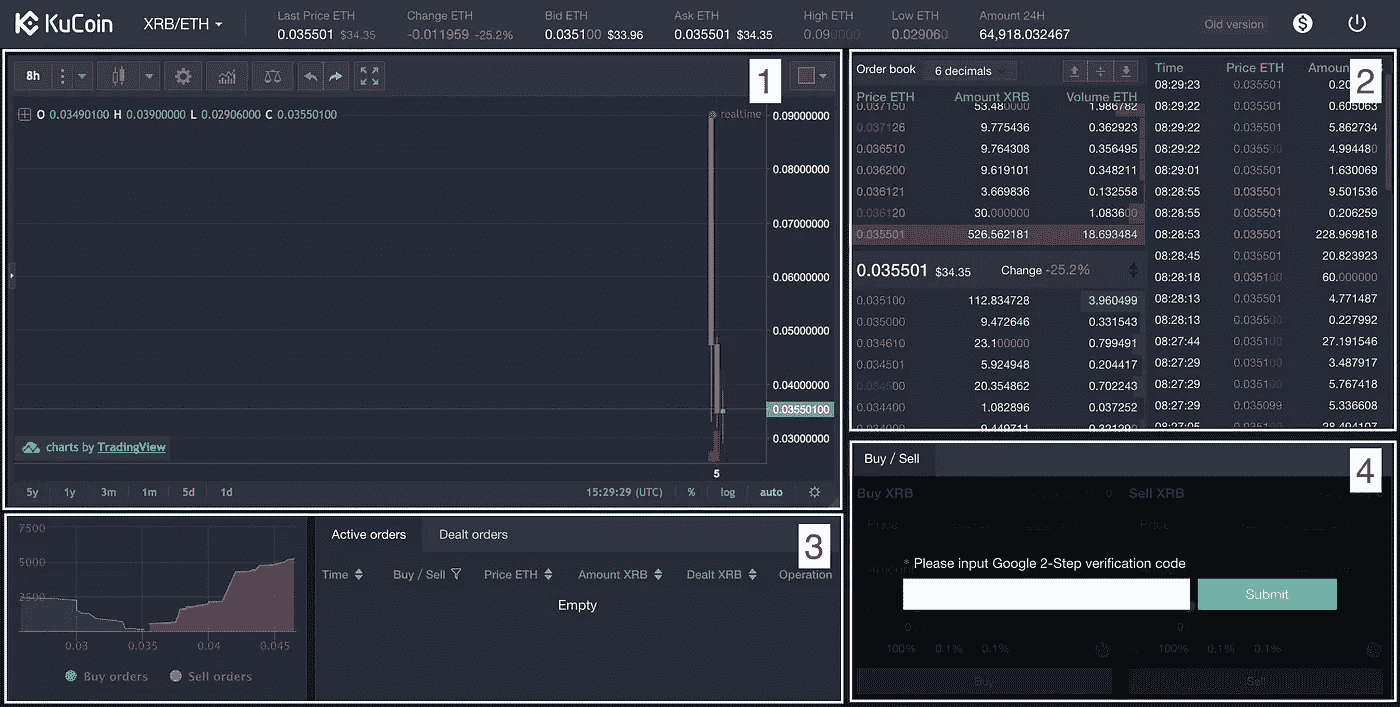 KuCoin XRB/ETH
Last Price ETH Change ETH Bid ETH Ask ETH High ETH Low ETH Amount 24H
0.035501 $34.35 -0.011959 -25.2% 0.035100 $33.96 0.035501 $34.35 0.090000 0.029060 64,918.032467
Old version
8h
1
O 0.03490100 H 0.03900000 L 0.02906000 C 0.03550100
realtime
0.09000000
0.08000000
0.07000000
0.06000000
0.05000000
0.04000000
0.03550100
0.03000000
charts by TradingView
5
5y 1y 3m 1m 5d 1d 15:29:29 (UTC) % log auto
Order book 6 decimals
2
Price ETH Amount XRB Volume ETH
0.037150 53.480000 1.986782
0.037126 9.775436 0.362923
0.036510 9.764308 0.356495
0.036200 9.619101 0.348211
0.036121 3.669836 0.132558
0.036120 30.000000 1.083600
0.035501 526.562181 18.693484
0.035501 $34.35 Change -25.2%
0.035100 112.834728 3.960499
0.035000 9.472646 0.331543
0.034610 23.100000 0.799491
0.034501 5.924948 0.204417
0.034500 20.354862 0.702243
0.034400 1.082896 0.037252
0.034000 9.449711 0.321290
Time Price ETH
08:29:23 0.035501
08:29:22 0.035501 0.605063
08:29:22 0.035501 5.862734
08:29:22 0.035500 4.994480
08:29:01 0.035501 1.630069
08:28:55 0.035501 9.501536
08:28:55 0.035501 0.206259
08:28:53 0.035501 228.969818
08:28:45 0.035501 20.823923
08:28:18 0.035100 60.000000
08:28:13 0.035501 4.771487
08:28:13 0.035500 0.227992
08:27:44 0.035100 27.191546
08:27:29 0.035100 3.487917
08:27:29 0.035100 5.767418
08:27:29 0.035099 5.336608
08:27:05 28.494107
7500
5000
2500
0.03 0.035 0.04 0.045
Buy orders Sell orders
Active orders Dealt orders
3
Time Buy / Sell Price ETH Amount XRB Dealt XRB Operation
Empty
Buy / Sell
4
Buy XRB 0 Sell XRB
Price Price
* Please input Google 2-Step verification code
Submit
0 0
100% 0.1% 0.1% 100% 0.1% 0.1%
Buy Sell